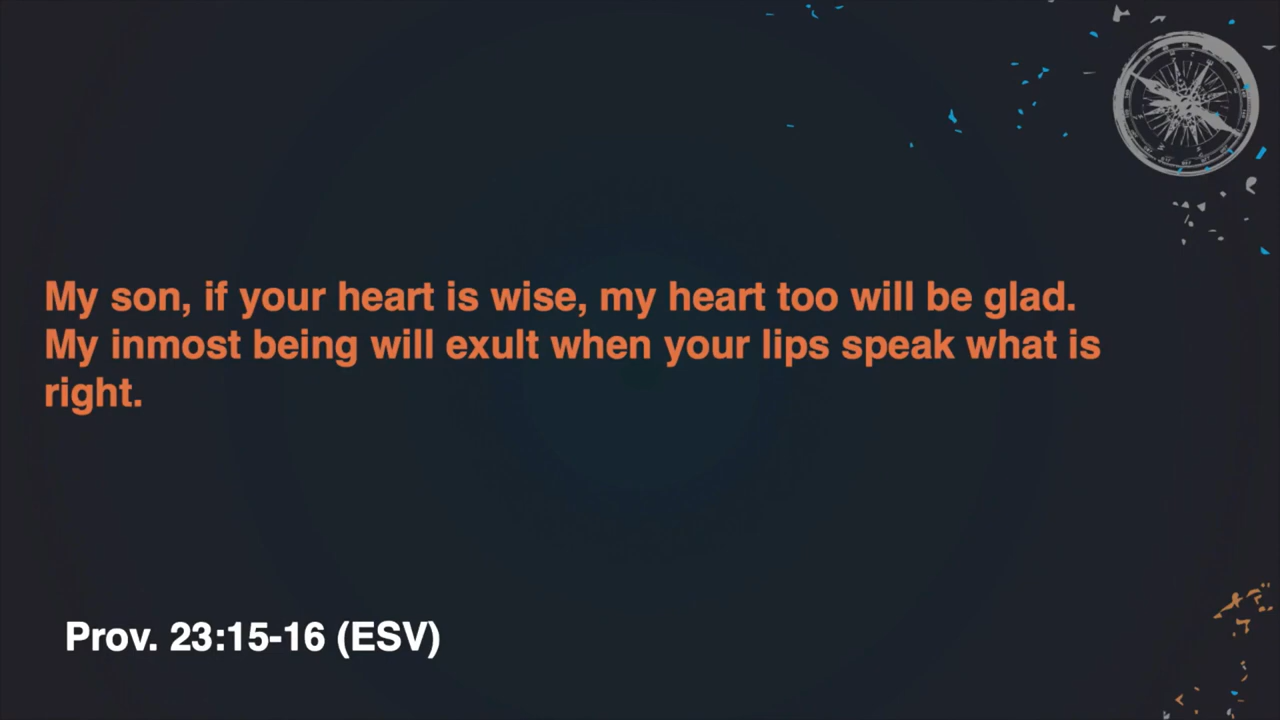 My son, if your heart is wise, my heart too will be glad.
My inmost being will exult when your lips speak what is
right.
Prov. 23:15-16 (ESV)